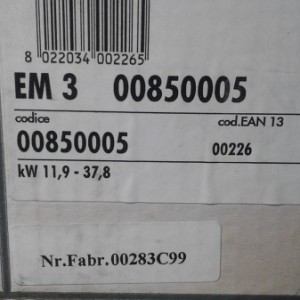 8 022034 002265
EM 3 00850005
codice cod.EAN 13
00850005 00226
kW 11,9 - 37,8
Nr.Fabr.00283C99